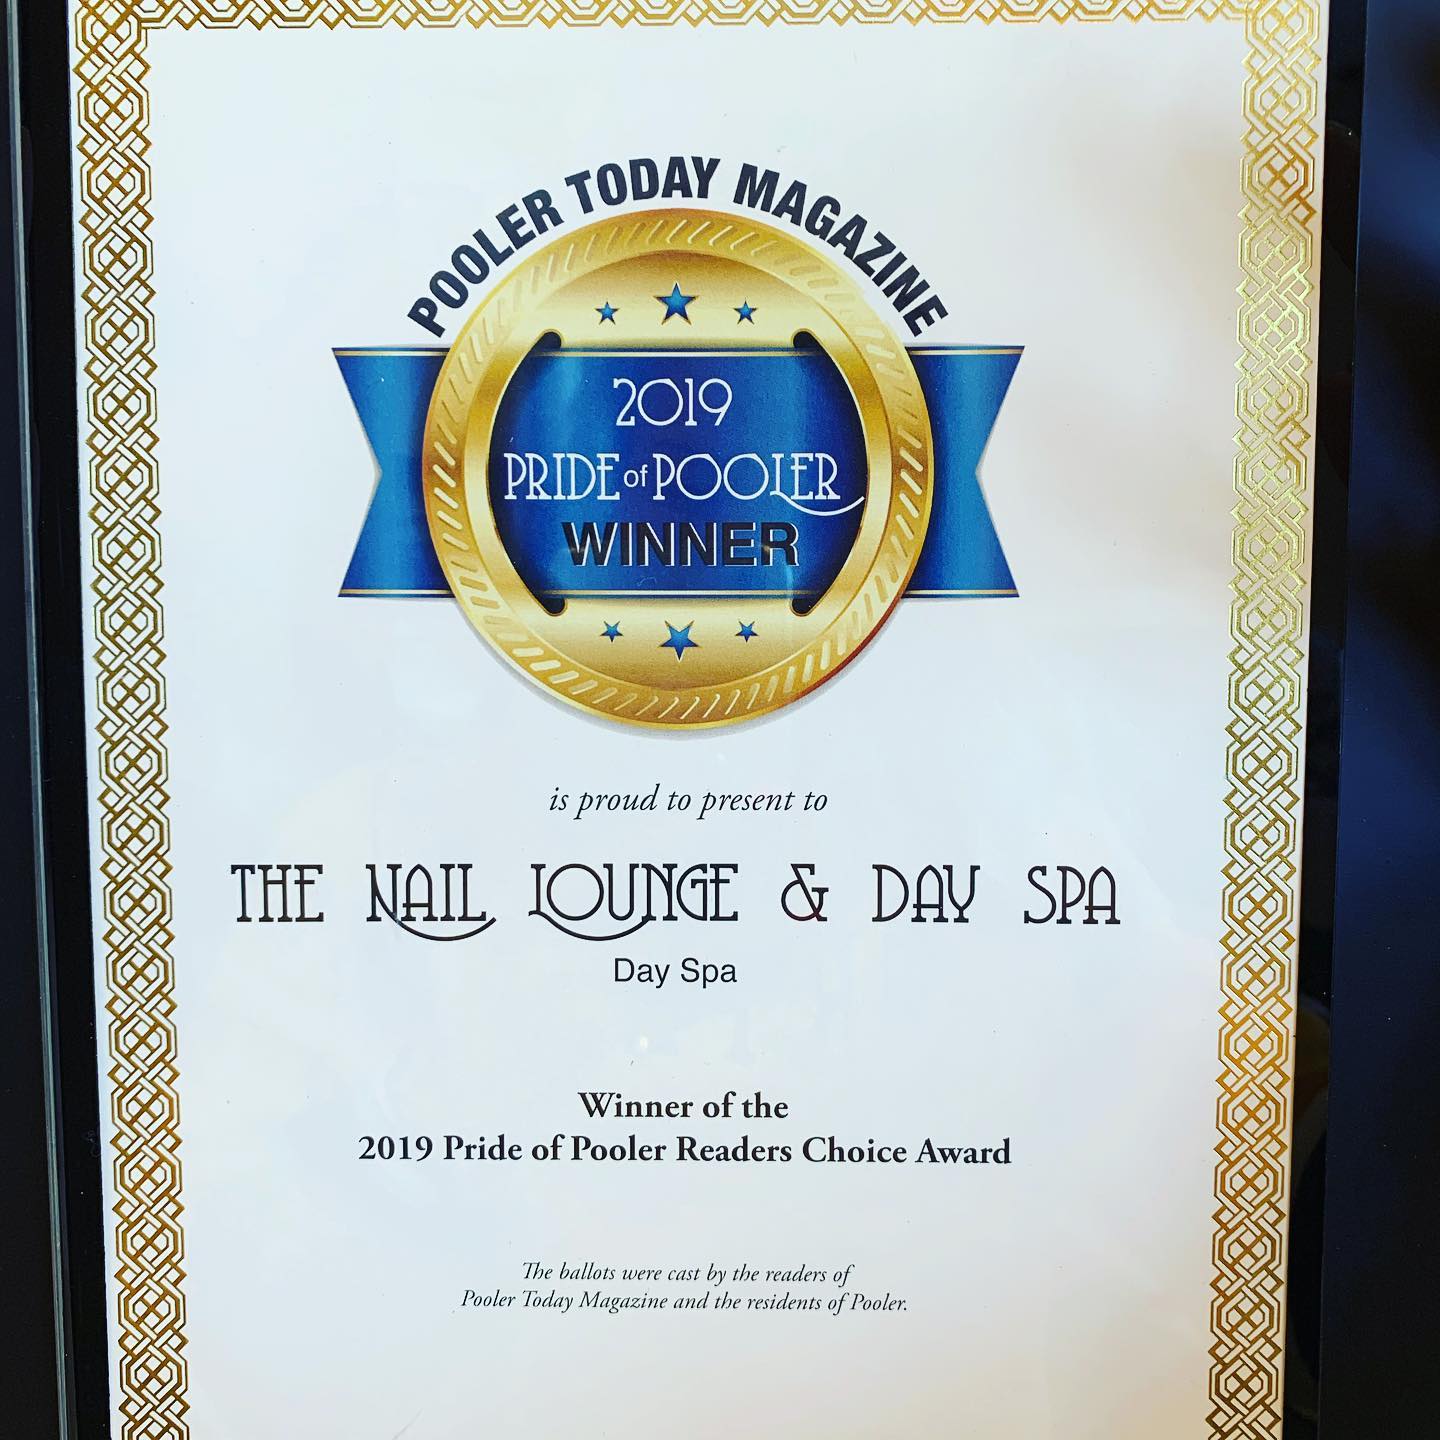 POOLER TODAY MAGAZINE
2019
PRIDE of POOLER
WINNER
is proud to present to
THE NAIL LOUNGE & DAY SPA
Day Spa
Winner of the
2019 Pride of Pooler Readers Choice Award
The ballots were cast by the readers of
Pooler Today Magazine and the residents of Pooler.